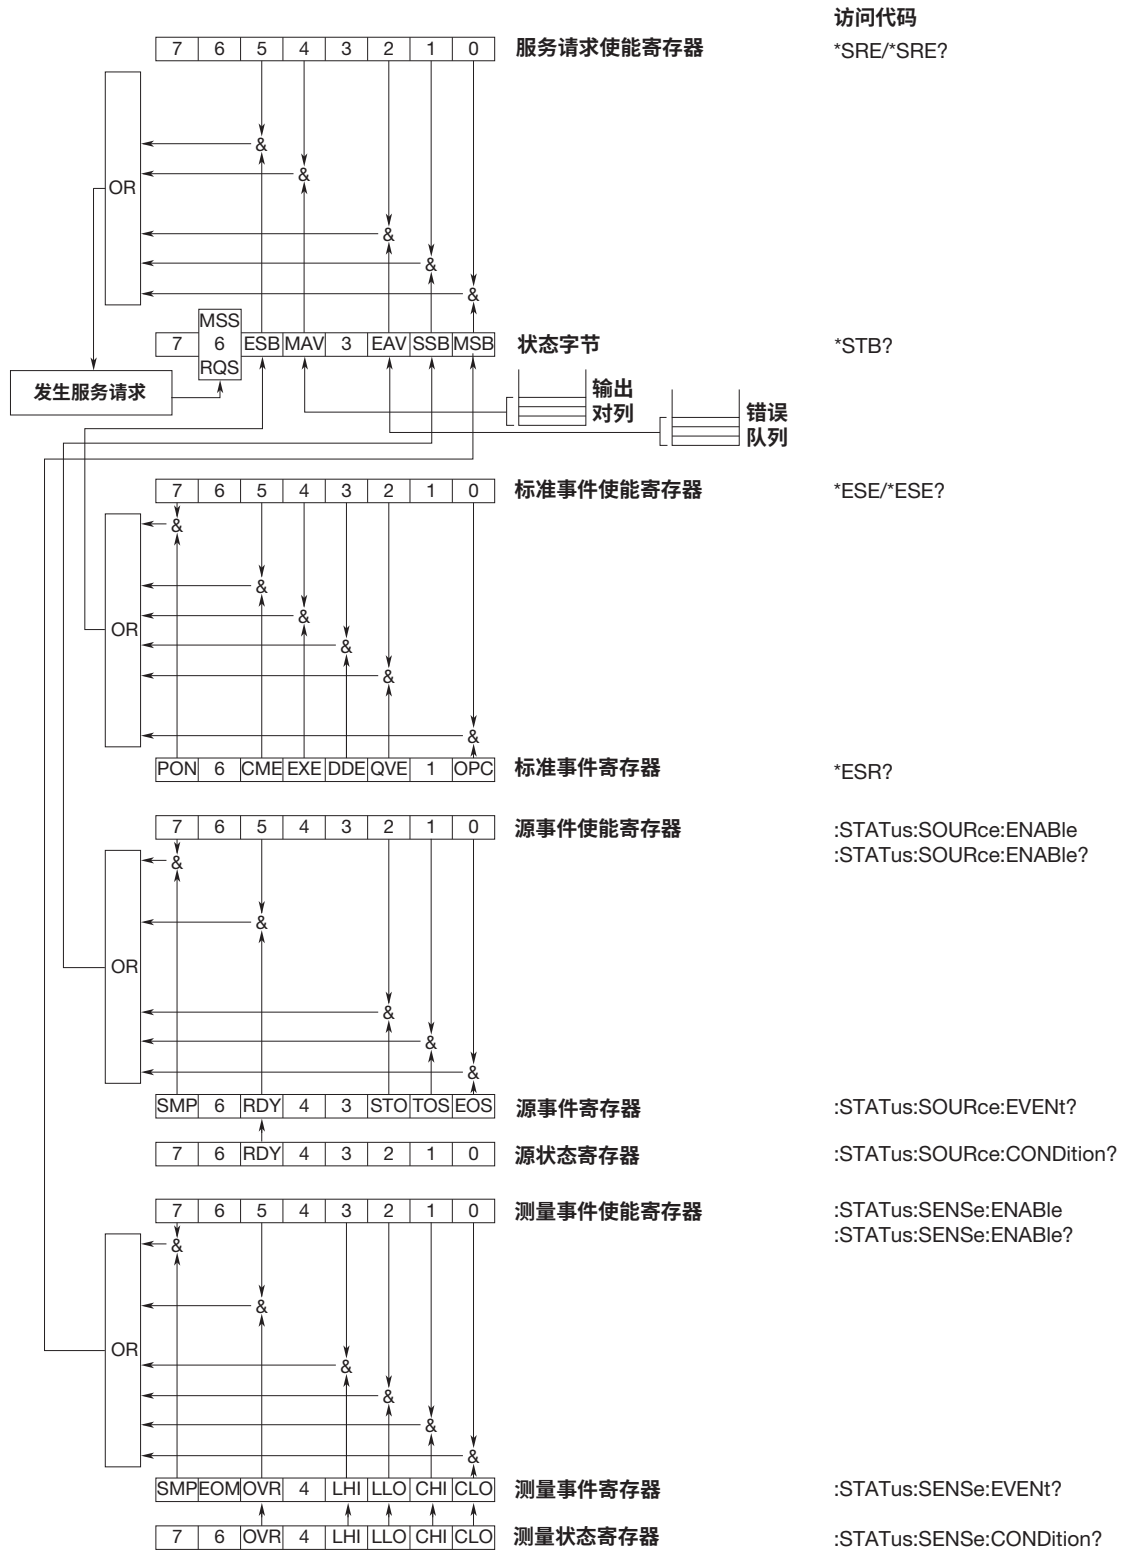 访问代码
7 6 5 4 3 2 1 0 服务请求使能寄存器 *SRE/*SRE?
&
&
OR
&
&
&
MSS
7 6 ESB MAV 3 EAV SSB MSB 状态字节 *STB?
RQS
发生服务请求
输出
对列
错误
队列
7 6 5 4 3 2 1 0 标准事件使能寄存器 *ESE/*ESE?
&
&
&
OR
&
&
&
PON 6 CME EXE DDE QVE 1 OPC 标准事件寄存器 *ESR?
7 6 5 4 3 2 1 0 源事件使能寄存器 :STATus:SOURce:ENABle
:STATus:SOURce:ENABle?
&
&
OR
&
&
&
SMP 6 RDY 4 3 STO TOS EOS 源事件寄存器 :STATus:SOURce:EVENt?
7 6 RDY 4 3 2 1 0 源状态寄存器 :STATus:SOURce:CONDition?
7 6 5 4 3 2 1 0 测量事件使能寄存器 :STATus:SENSe:ENABle
:STATus:SENSe:ENABle?
&
&
OR
&
&
&
&
SMP EOM OVR 4 LHI LLO CHI CLO 测量事件寄存器 :STATus:SENSe:EVENt?
7 6 OVR 4 LHI LLO CHI CLO 测量状态寄存器 :STATus:SENSe:CONDition?